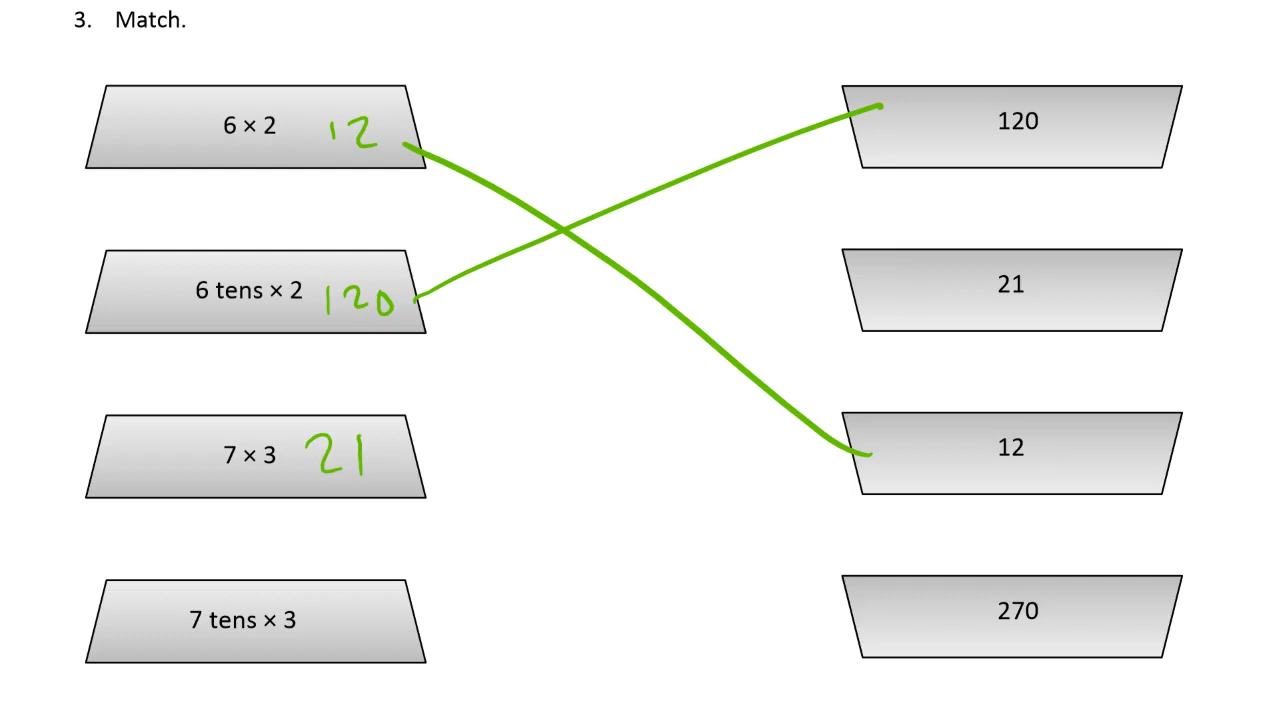 3. Match.
6 × 2 12
120
6 tens × 2 120
21
7 × 3 21
12
7 tens × 3
270